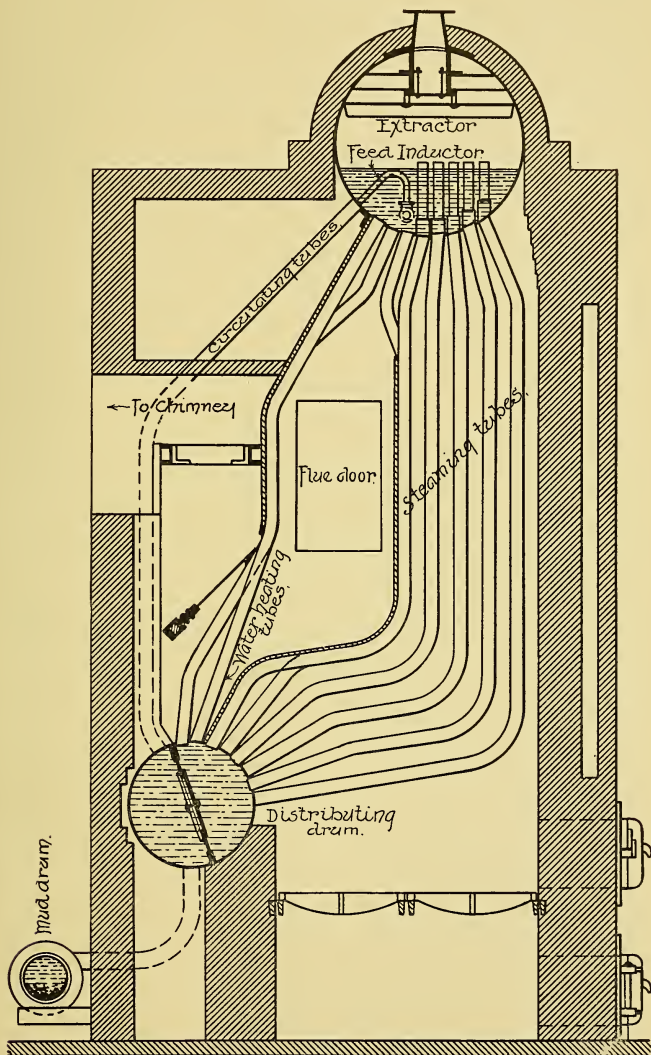 Extractor
Feed Inductor.
Circulating tubes.
← To chimney
Flue door.
Steaming tubes.
Water heating
tubes.
Distributing
drum.
Mud drum.